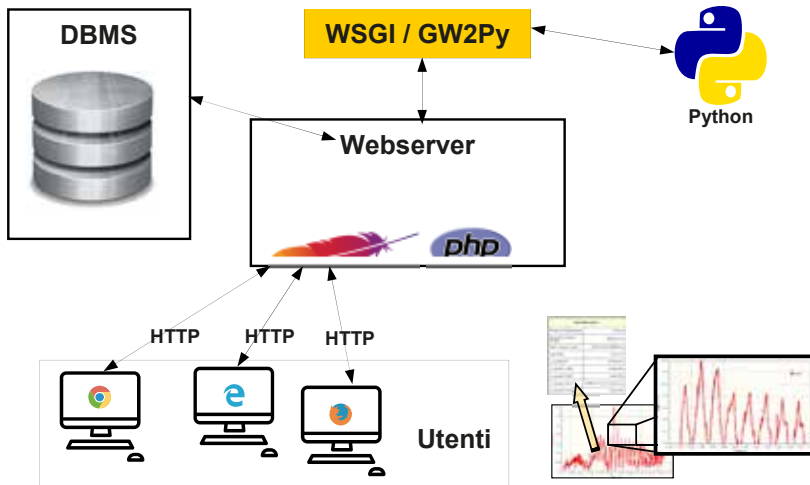 DBMS
WSGI / GW2Py
Python
Webserver
php
HTTP
HTTP
HTTP
Utenti